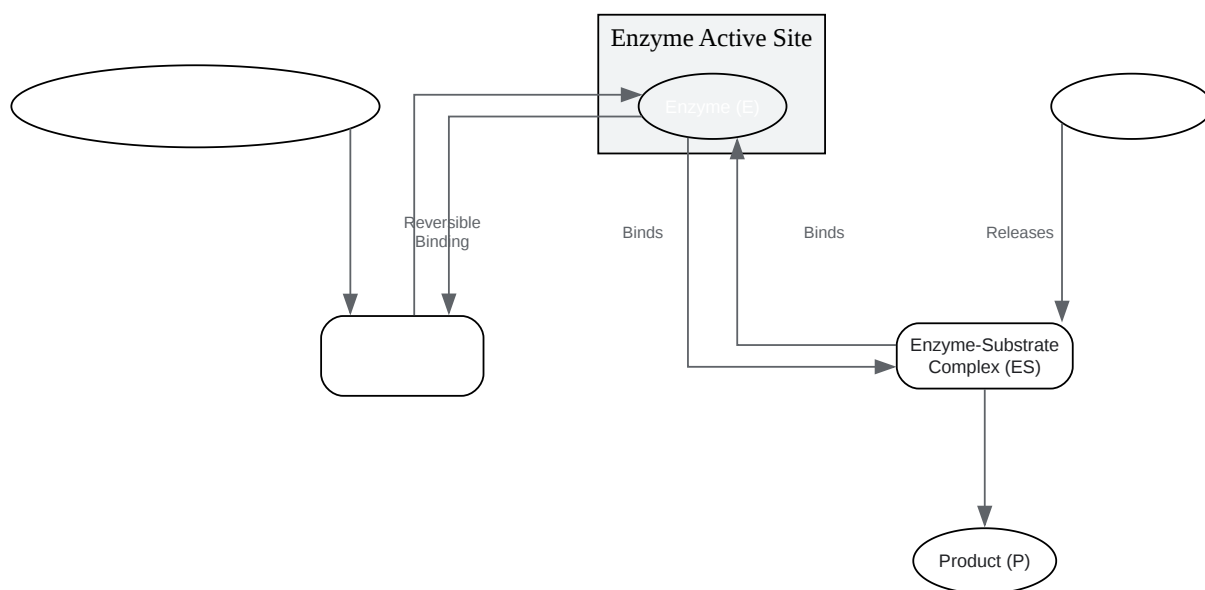 Enzyme Active Site
Enzyme (E)
Reversible
Binding
Binds
Binds
Releases
Enzyme-Substrate
Complex (ES)
Product (P)